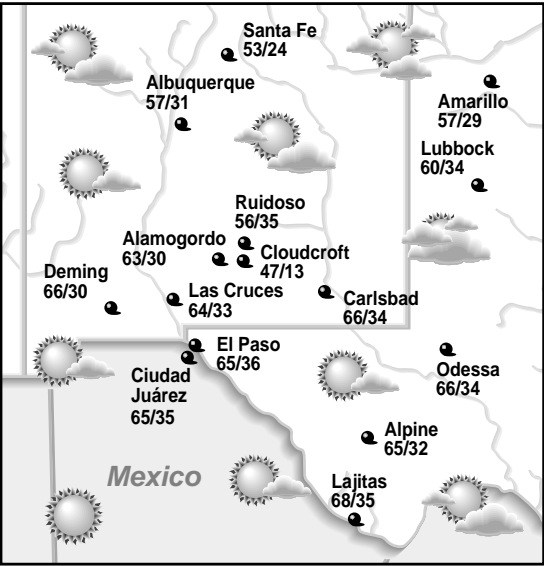 Santa Fe
53/24
Albuquerque
57/31
Amarillo
57/29
Lubbock
60/34
Ruidoso
56/35
Alamogordo
63/30
Cloudcroft
47/13
Deming
66/30
Las Cruces
64/33
Carlsbad
66/34
El Paso
65/36
Ciudad
Juárez
65/35
Odessa
66/34
Alpine
65/32
Mexico
Lajitas
68/35